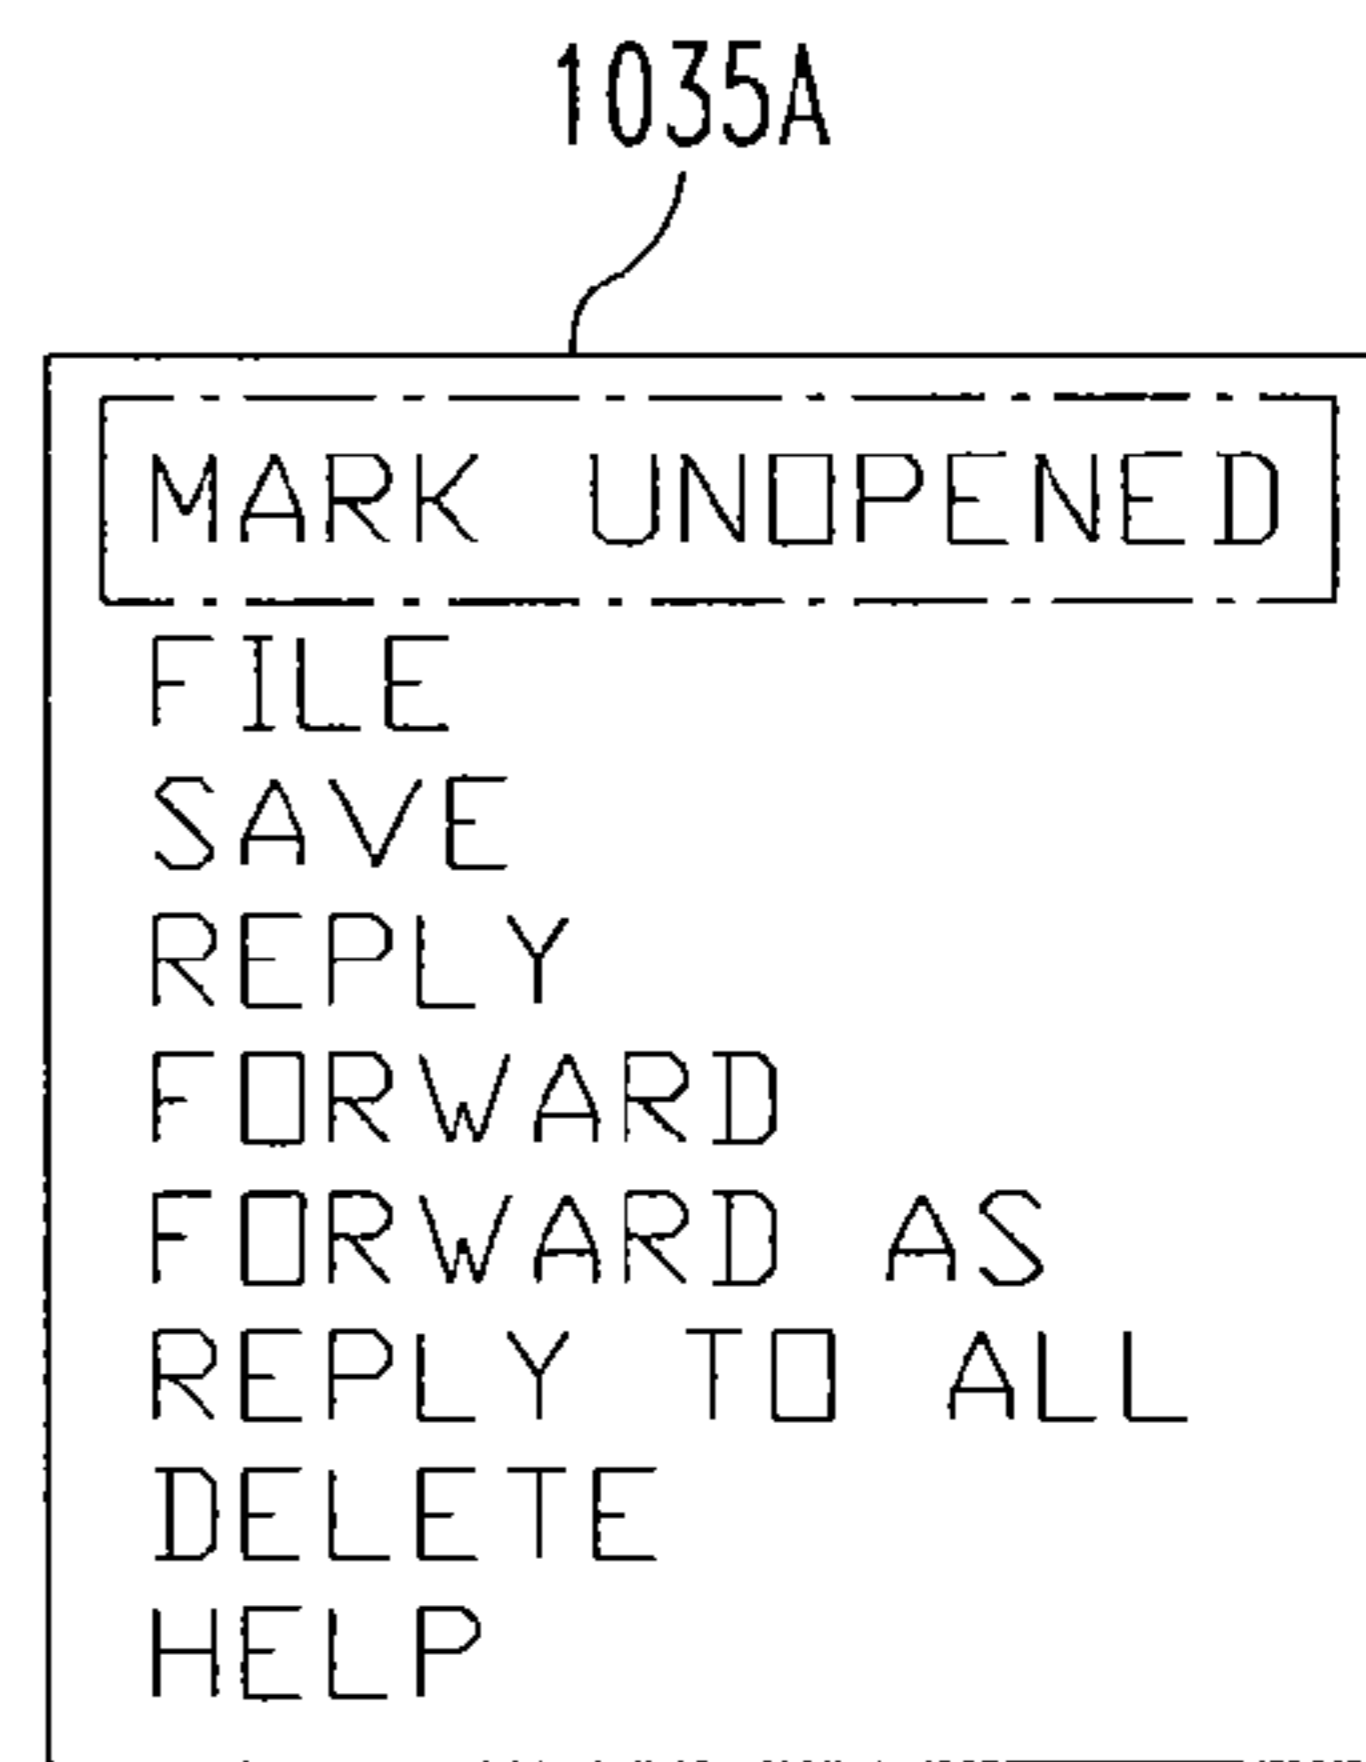 1035A
MARK UNOPENED
FILE
SAVE
REPLY
FORWARD
FORWARD AS
REPLY TO ALL
DELETE
HELP